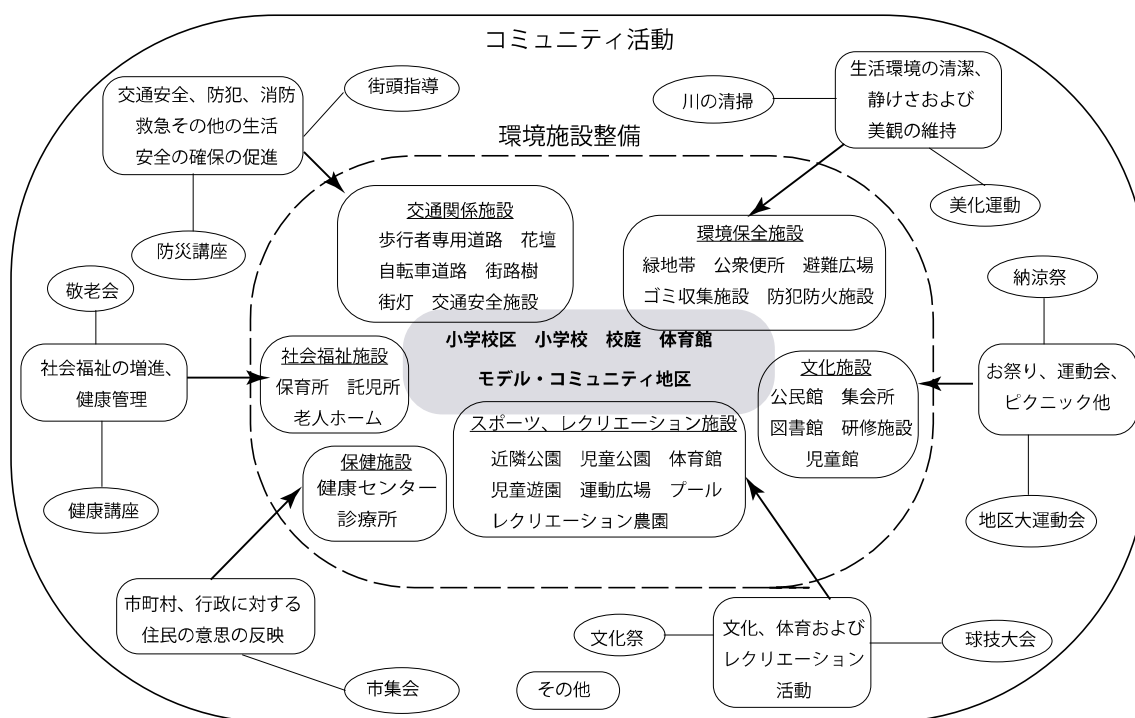 コミュニティ活動
交通安全、防犯、消防
救急その他の生活
安全の確保の促進
街頭指導
防災講座
川の清掃
生活環境の清潔、
静けさおよび
美観の維持
美化運動
環境施設整備
交通関係施設
歩行者専用道路 花壇
自転車道路 街路樹
街灯 交通安全施設
環境保全施設
緑地帯 公衆便所 避難広場
ゴミ収集施設 防犯防火施設
敬老会
社会福祉の増進、
健康管理
健康講座
社会福祉施設
保育所 託児所
老人ホーム
小学校区 小学校 校庭 体育館
モデル・コミュニティ地区
文化施設
公民館 集会所
図書館 研修施設
児童館
納涼祭
お祭り、運動会、
ピクニック他
地区大運動会
保健施設
健康センター
診療所
スポーツ、レクリエーション施設
近隣公園 児童公園 体育館
児童遊園 運動広場 プール
レクリエーション農園
市町村、行政に対する
住民の意思の反映
市集会
その他
文化祭
文化、体育および
レクリエーション
活動
球技大会